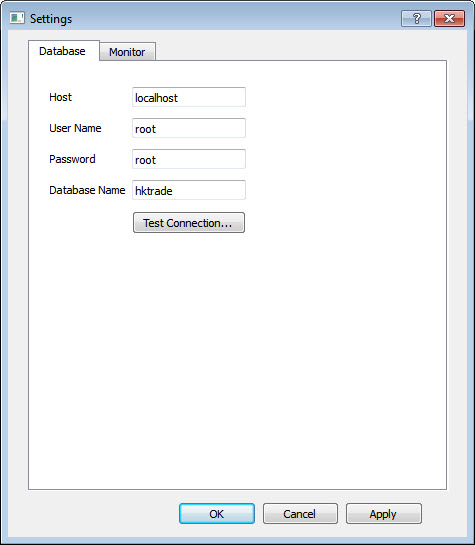 Settings
Database Monitor
Host localhost
User Name root
Password root
Database Name hktrade
Test Connection...
OK Cancel Apply